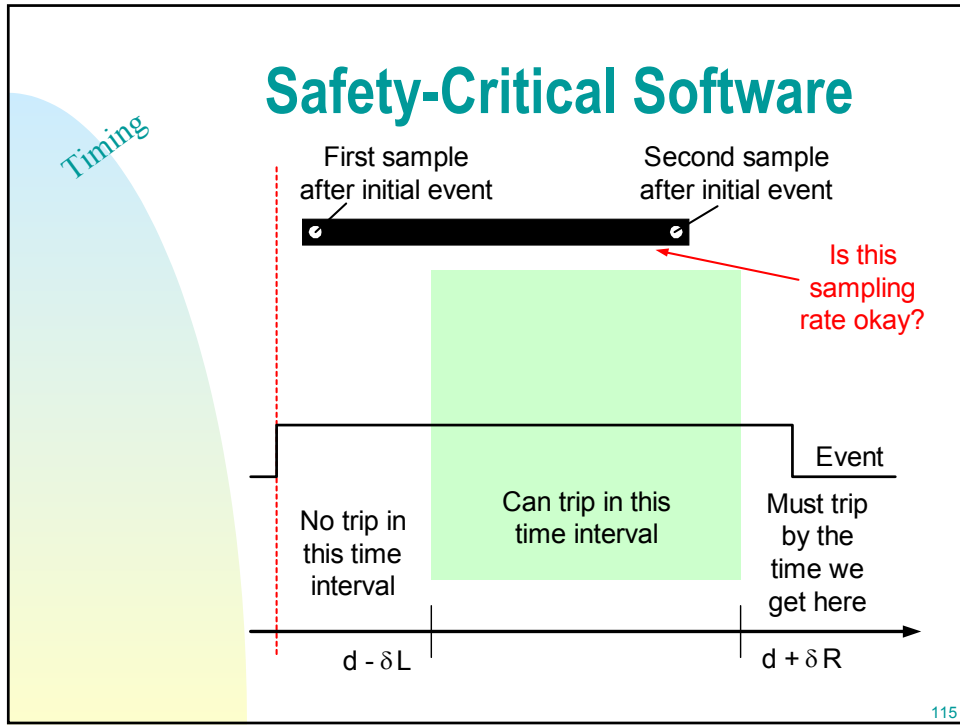 Safety-Critical Software
Timing
First sample
after initial event
Second sample
after initial event
Is this
sampling
rate okay?
Event
No trip in
this time
interval
Can trip in this
time interval
Must trip
by the
time we
get here
d - δL
d + δR
115